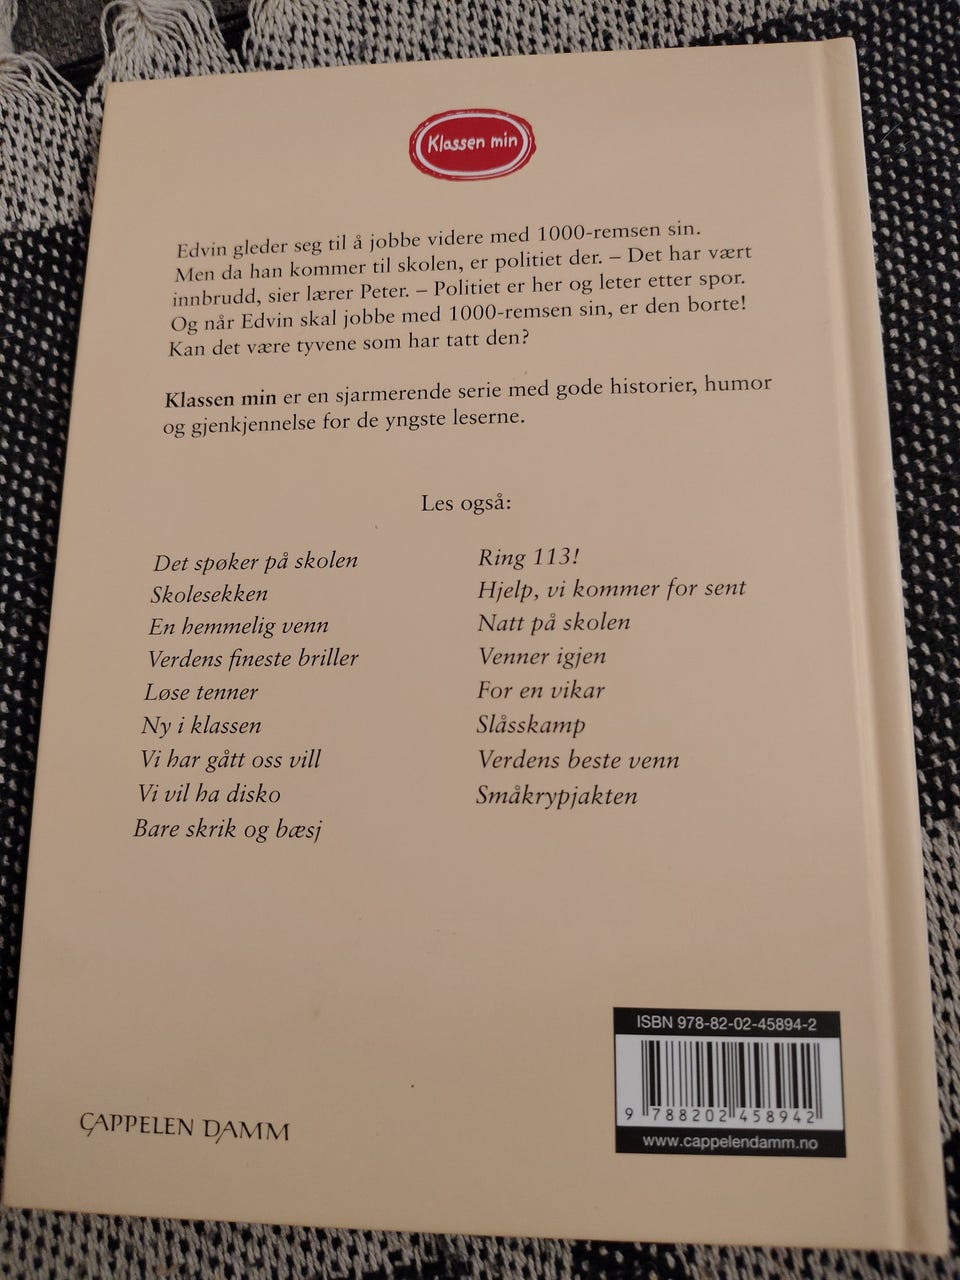 Klassen min
Edvin gleder seg til å jobbe videre med 1000-remsen sin.
Men da han kommer til skolen, er politiet der. – Det har vært
innbrudd, sier lærer Peter. – Politiet er her og leter etter spor.
Og når Edvin skal jobbe med 1000-remsen sin, er den borte!
Kan det være tyvene som har tatt den?
Klassen min er en sjarmerende serie med gode historier, humor
og gjenkjennelse for de yngste leserne.
Les også:
Det spøker på skolen
Skolesekken
En hemmelig venn
Verdens fineste briller
Løse tenner
Ny i klassen
Vi har gått oss vill
Vi vil ha disko
Bare skrik og bæsj
Ring 113!
Hjelp, vi kommer for sent
Natt på skolen
Venner igjen
For en vikar
Slåsskamp
Verdens beste venn
Småkrypjakten
CAPPELEN DAMM
ISBN 978-82-02-45894-2
9 788202 458942
www.cappelendamm.no